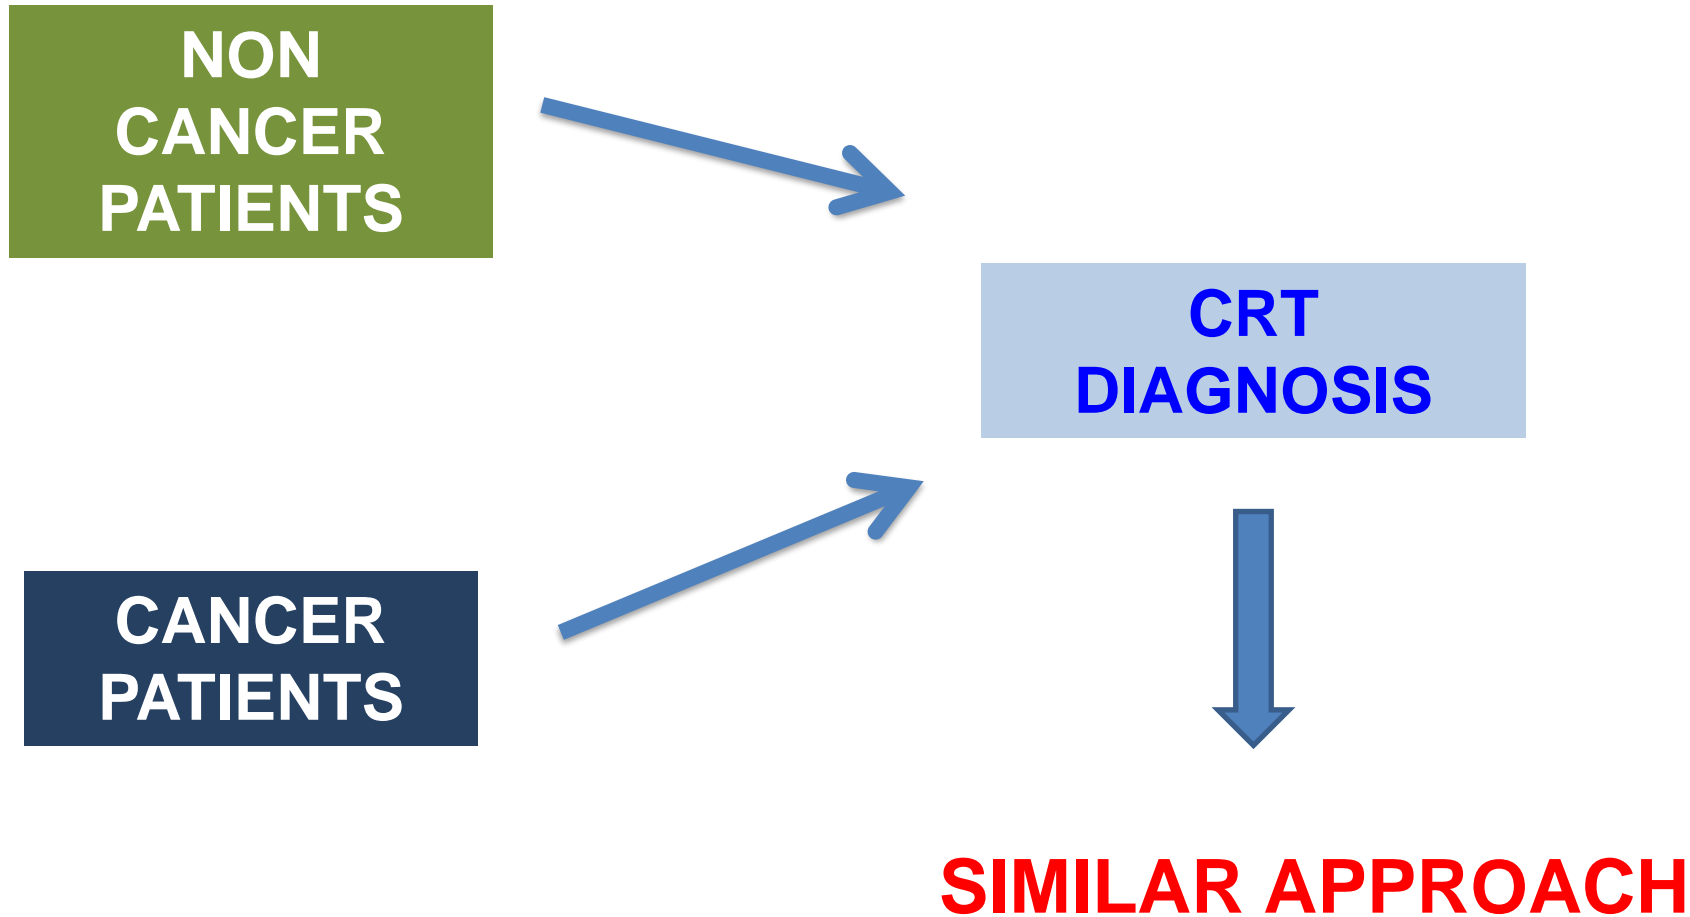 NON
CANCER
PATIENTS
CRT
DIAGNOSIS
CANCER
PATIENTS
SIMILAR APPROACH